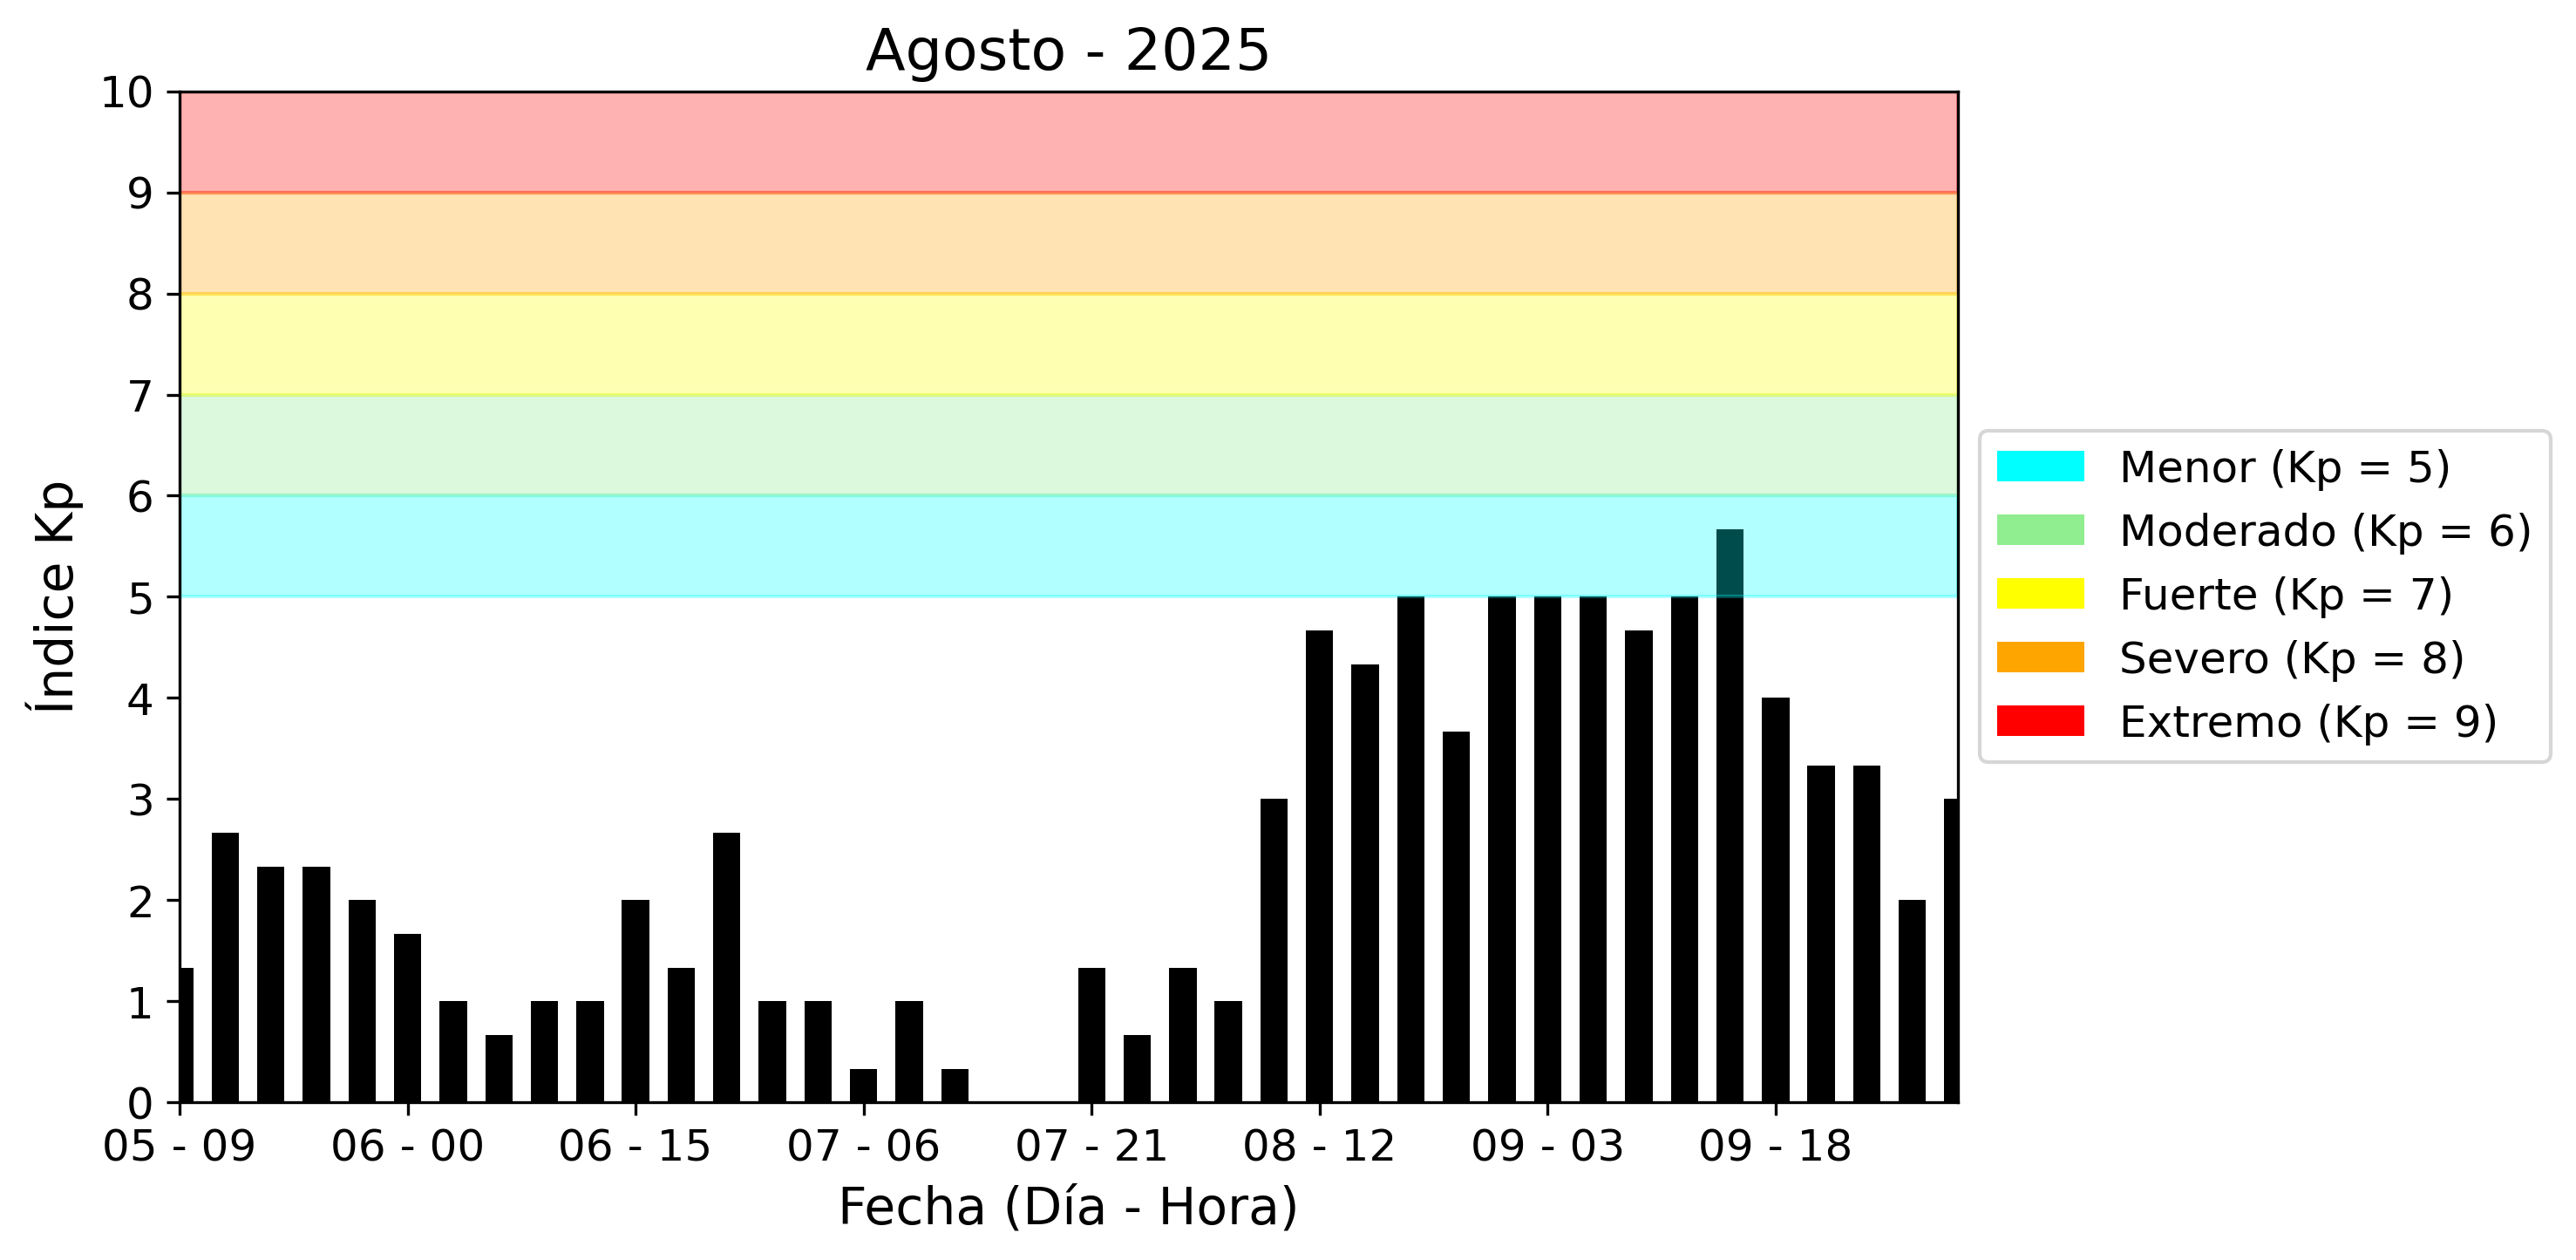 Agosto - 2025
10
9
8
7
6
5
4
3
2
1
0
Índice Kp
05 - 09
06 - 00
06 - 15
07 - 06
07 - 21
08 - 12
09 - 03
09 - 18
Fecha (Día - Hora)
Menor (Kp = 5)
Moderado (Kp = 6)
Fuerte (Kp = 7)
Severo (Kp = 8)
Extremo (Kp = 9)